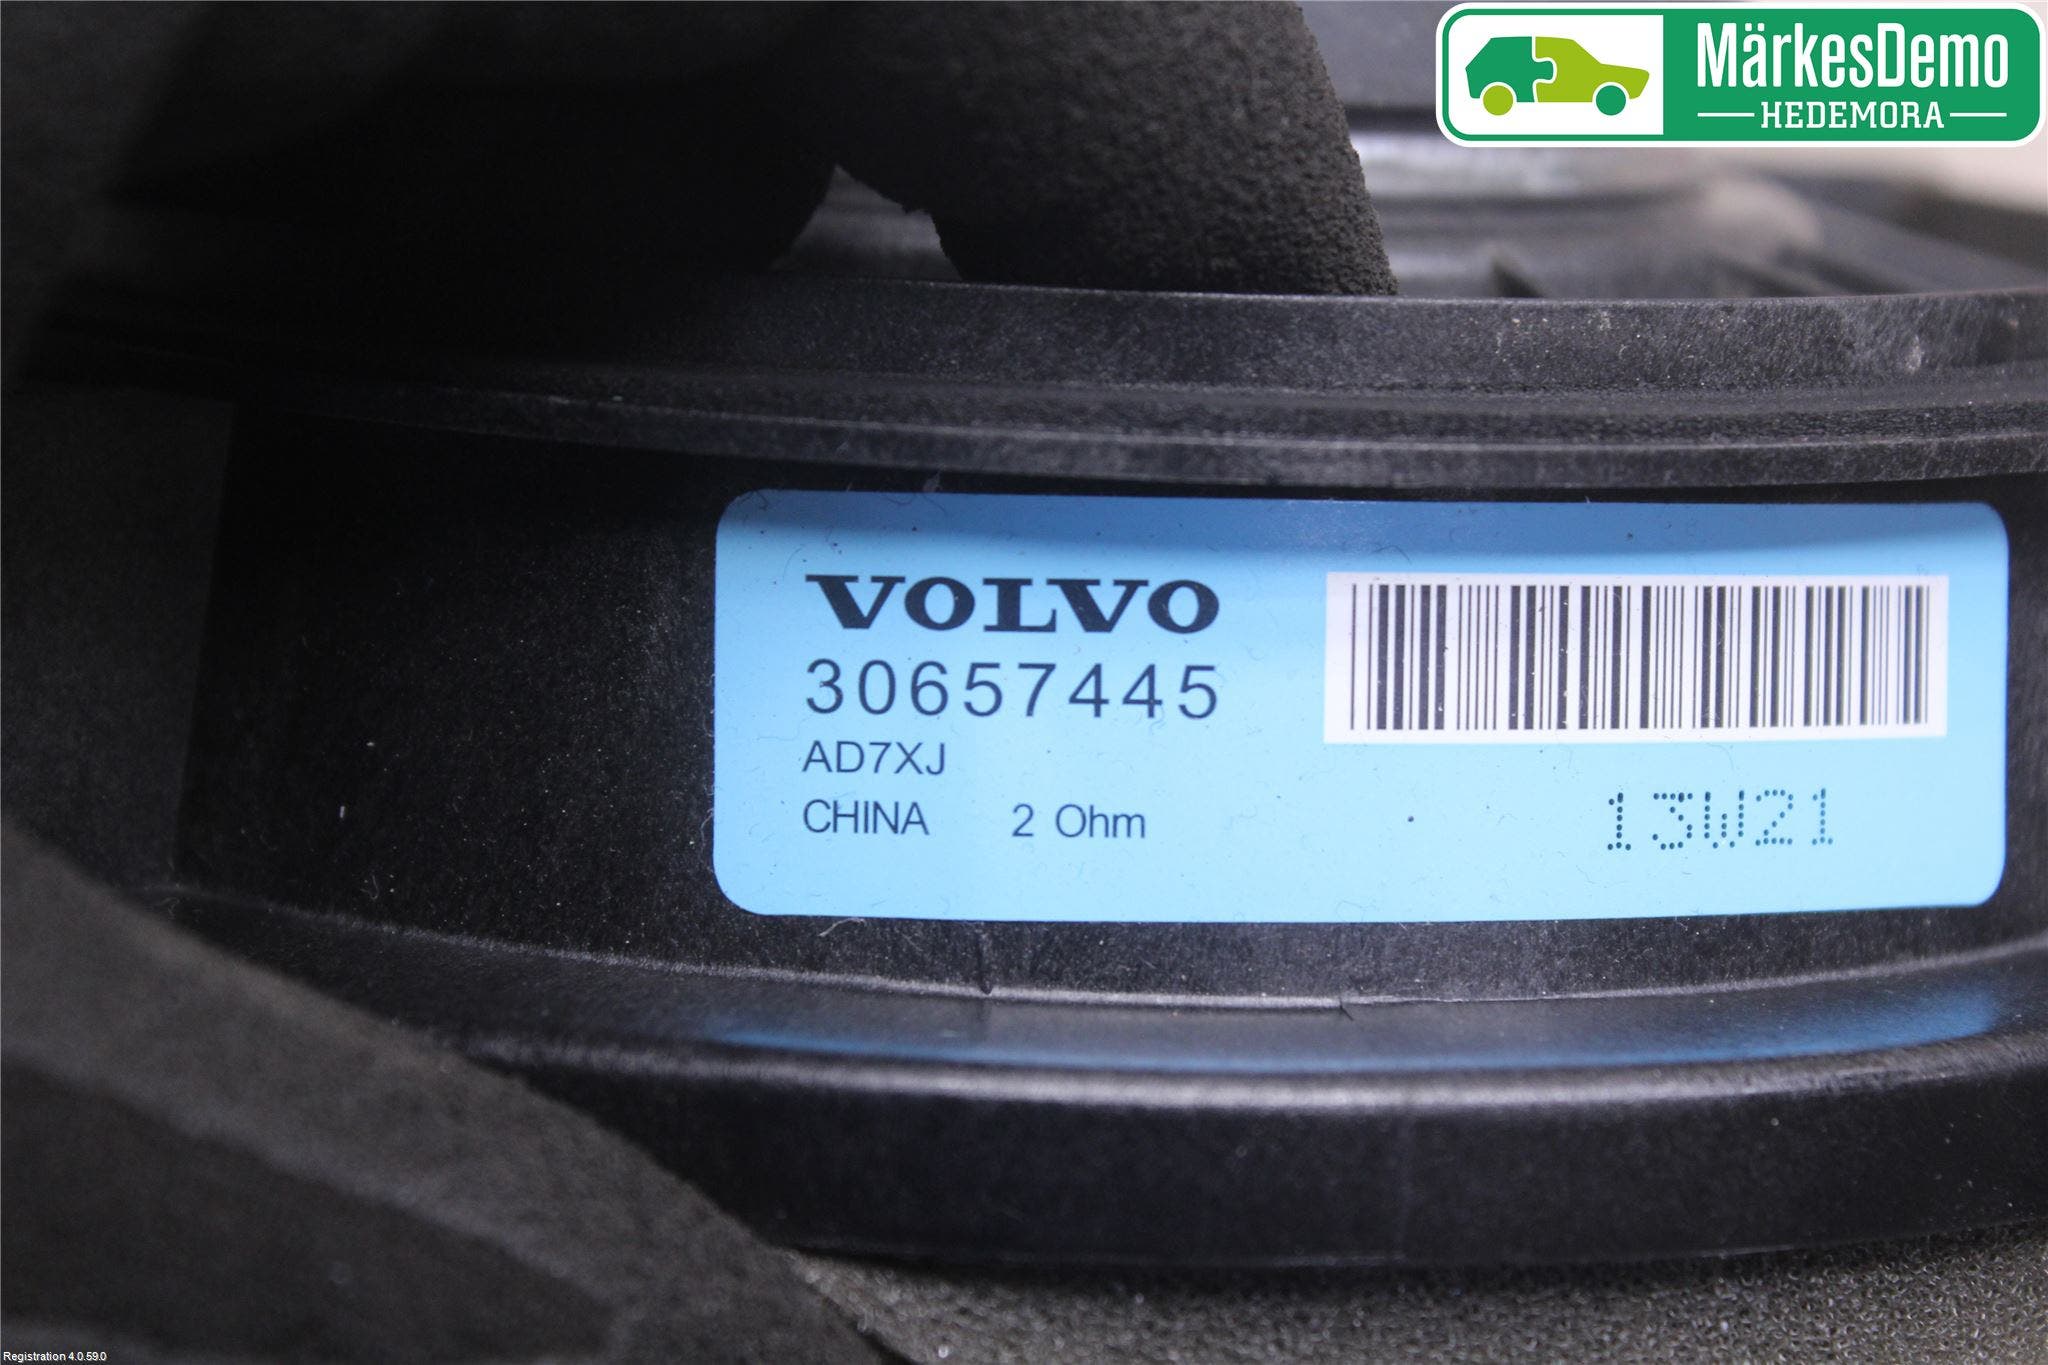 MärkesDemo
HEDEMORA
VOLVO
30657445
AD7XJ
CHINA 2 Ohm
13W21
Registration 4.0.59.0